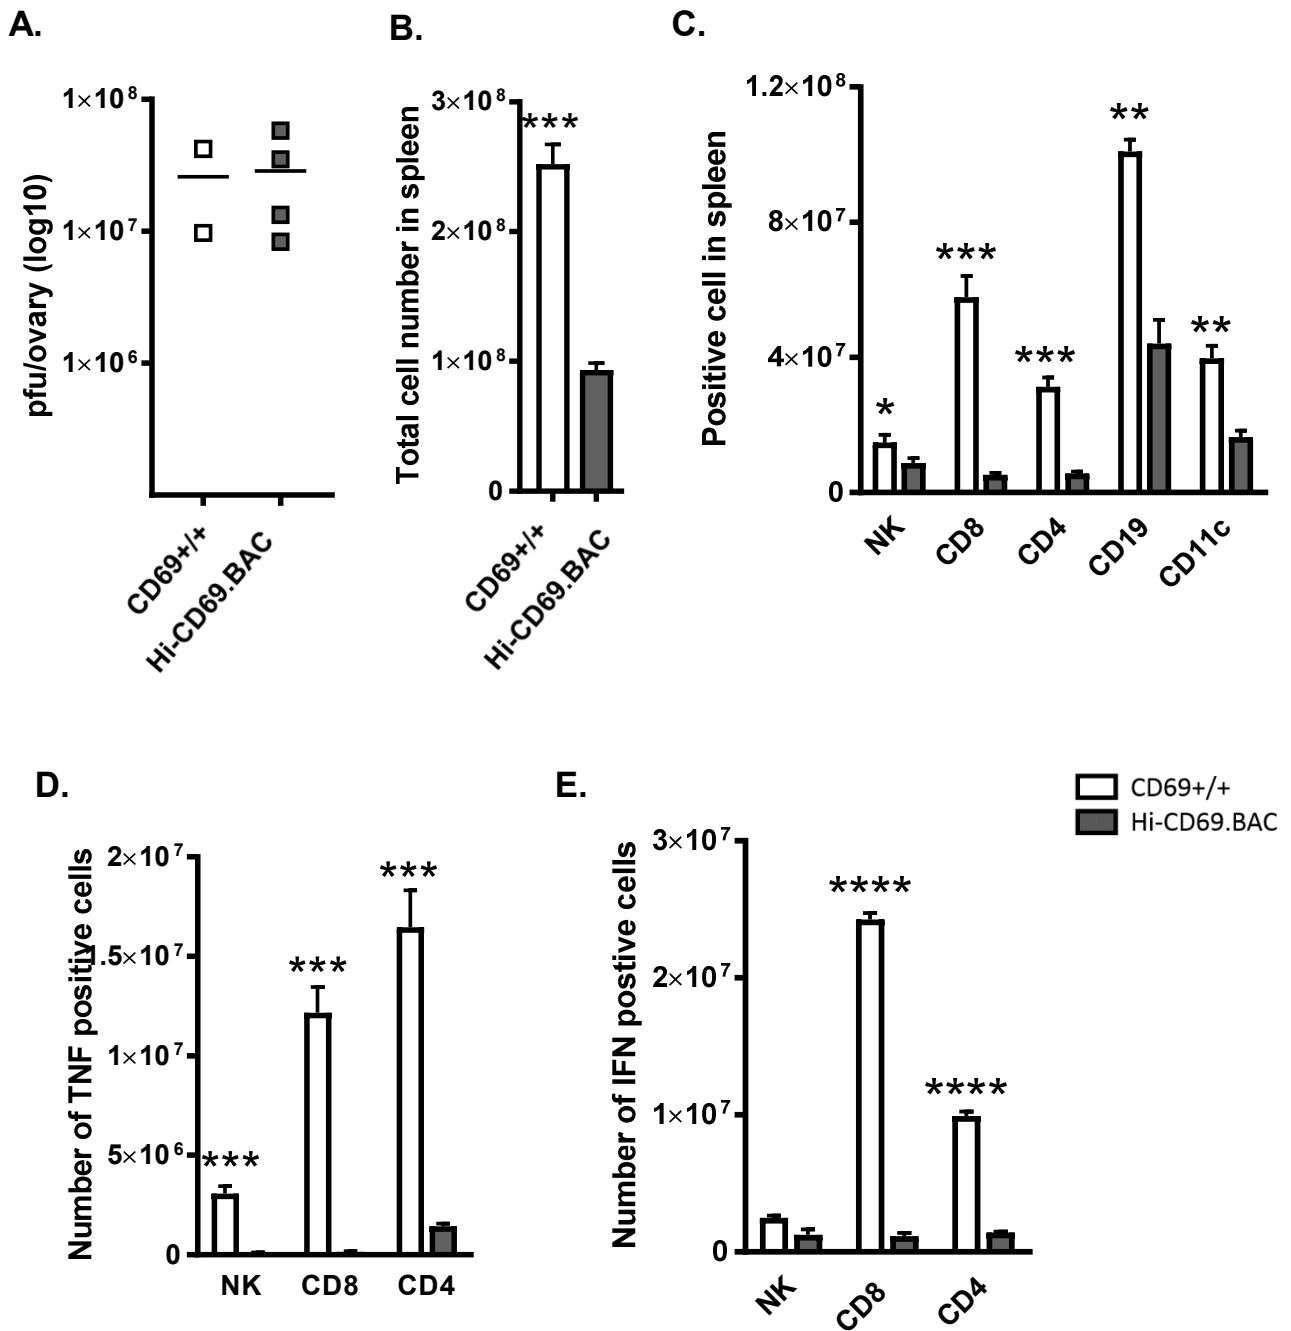 A.
pfu/ovary (log10)
1×10⁸
1×10⁷
1×10⁶
CD69+/+
Hi-CD69.BAC
B.
Total cell number in spleen
3×10⁸
2×10⁸
1×10⁸
0
***
CD69+/+
Hi-CD69.BAC
C.
Positive cell in spleen
1.2×10⁸
8×10⁷
4×10⁷
0
*
***
***
**
**
NK
CD8
CD4
CD19
CD11c
D.
Number of TNF positive cells
2×10⁷
1.5×10⁷
1×10⁷
5×10⁶
0
***
***
***
NK
CD8
CD4
E.
Number of IFN postive cells
3×10⁷
2×10⁷
1×10⁷
0
****
****
NK
CD8
CD4
CD69+/+
Hi-CD69.BAC